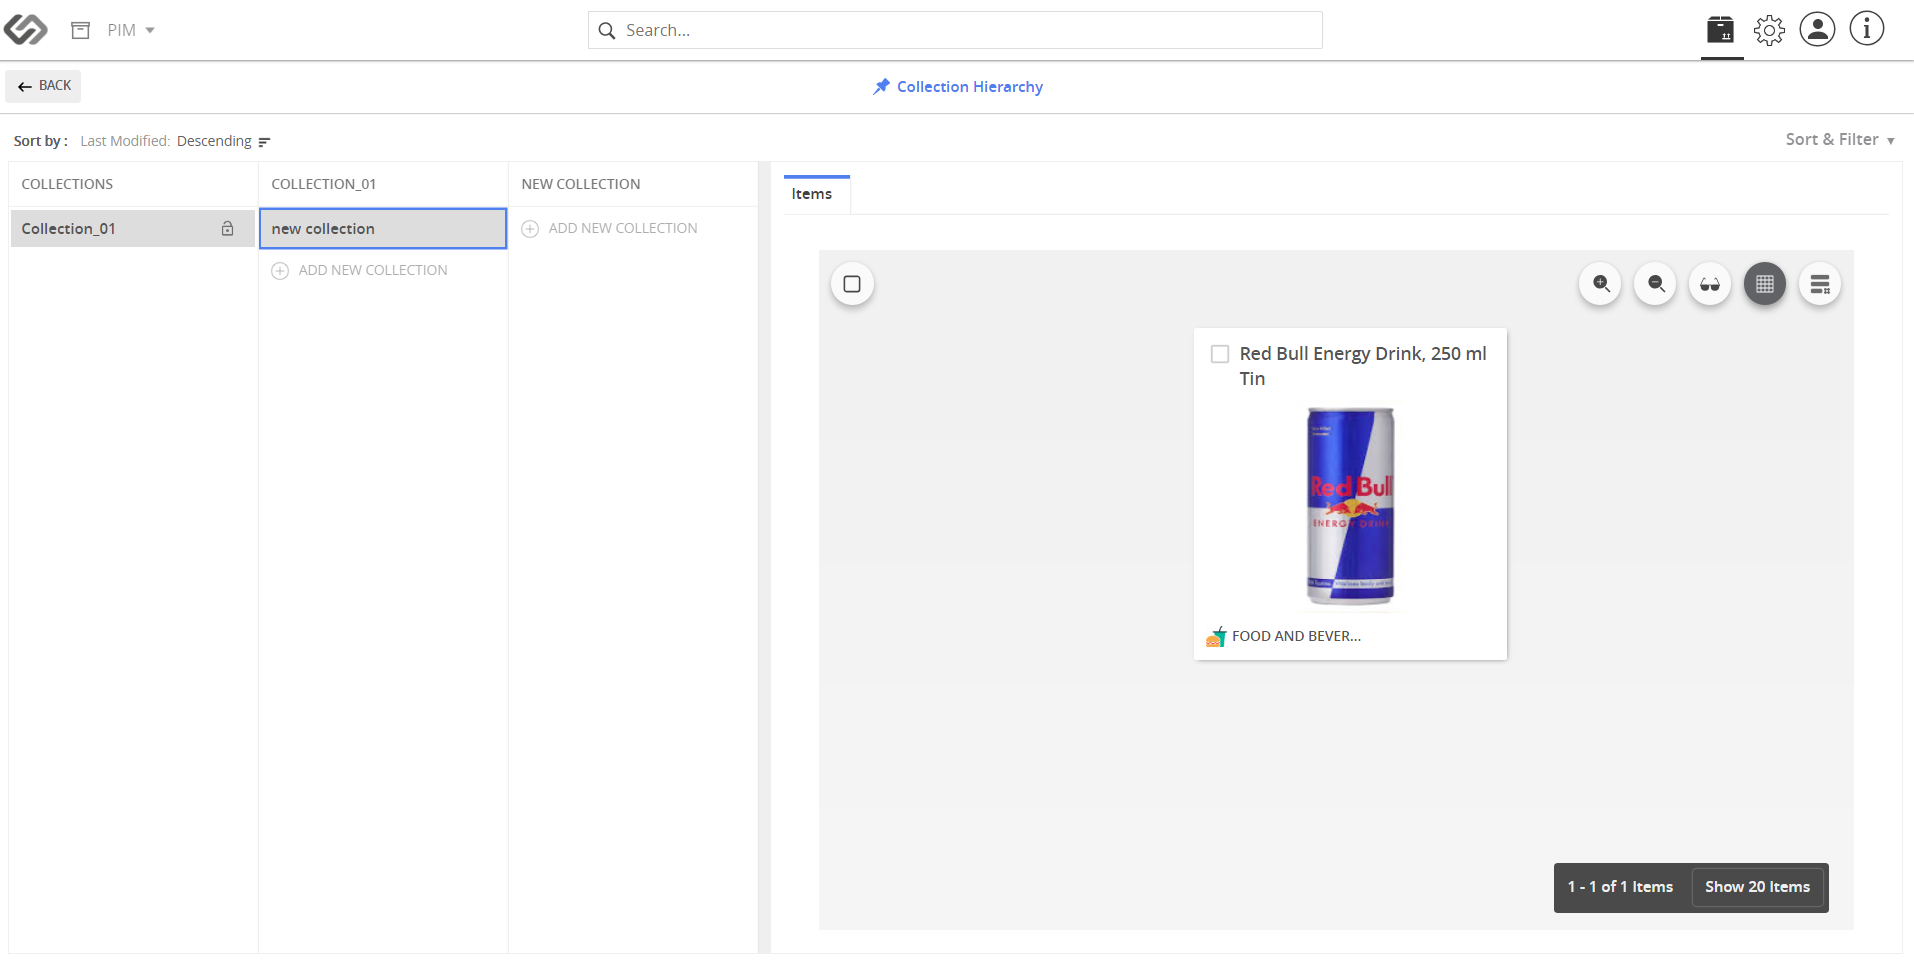 PIM
Search...
BACK
Collection Hierarchy
Sort by : Last Modified: Descending
Sort & Filter
COLLECTIONS
COLLECTION_01
NEW COLLECTION
Items
Collection_01
new collection
ADD NEW COLLECTION
ADD NEW COLLECTION
Red Bull Energy Drink, 250 ml
Tin
Red Bull
ENERGY DRINK
FOOD AND BEVER...
1 - 1 of 1 Items
Show 20 Items